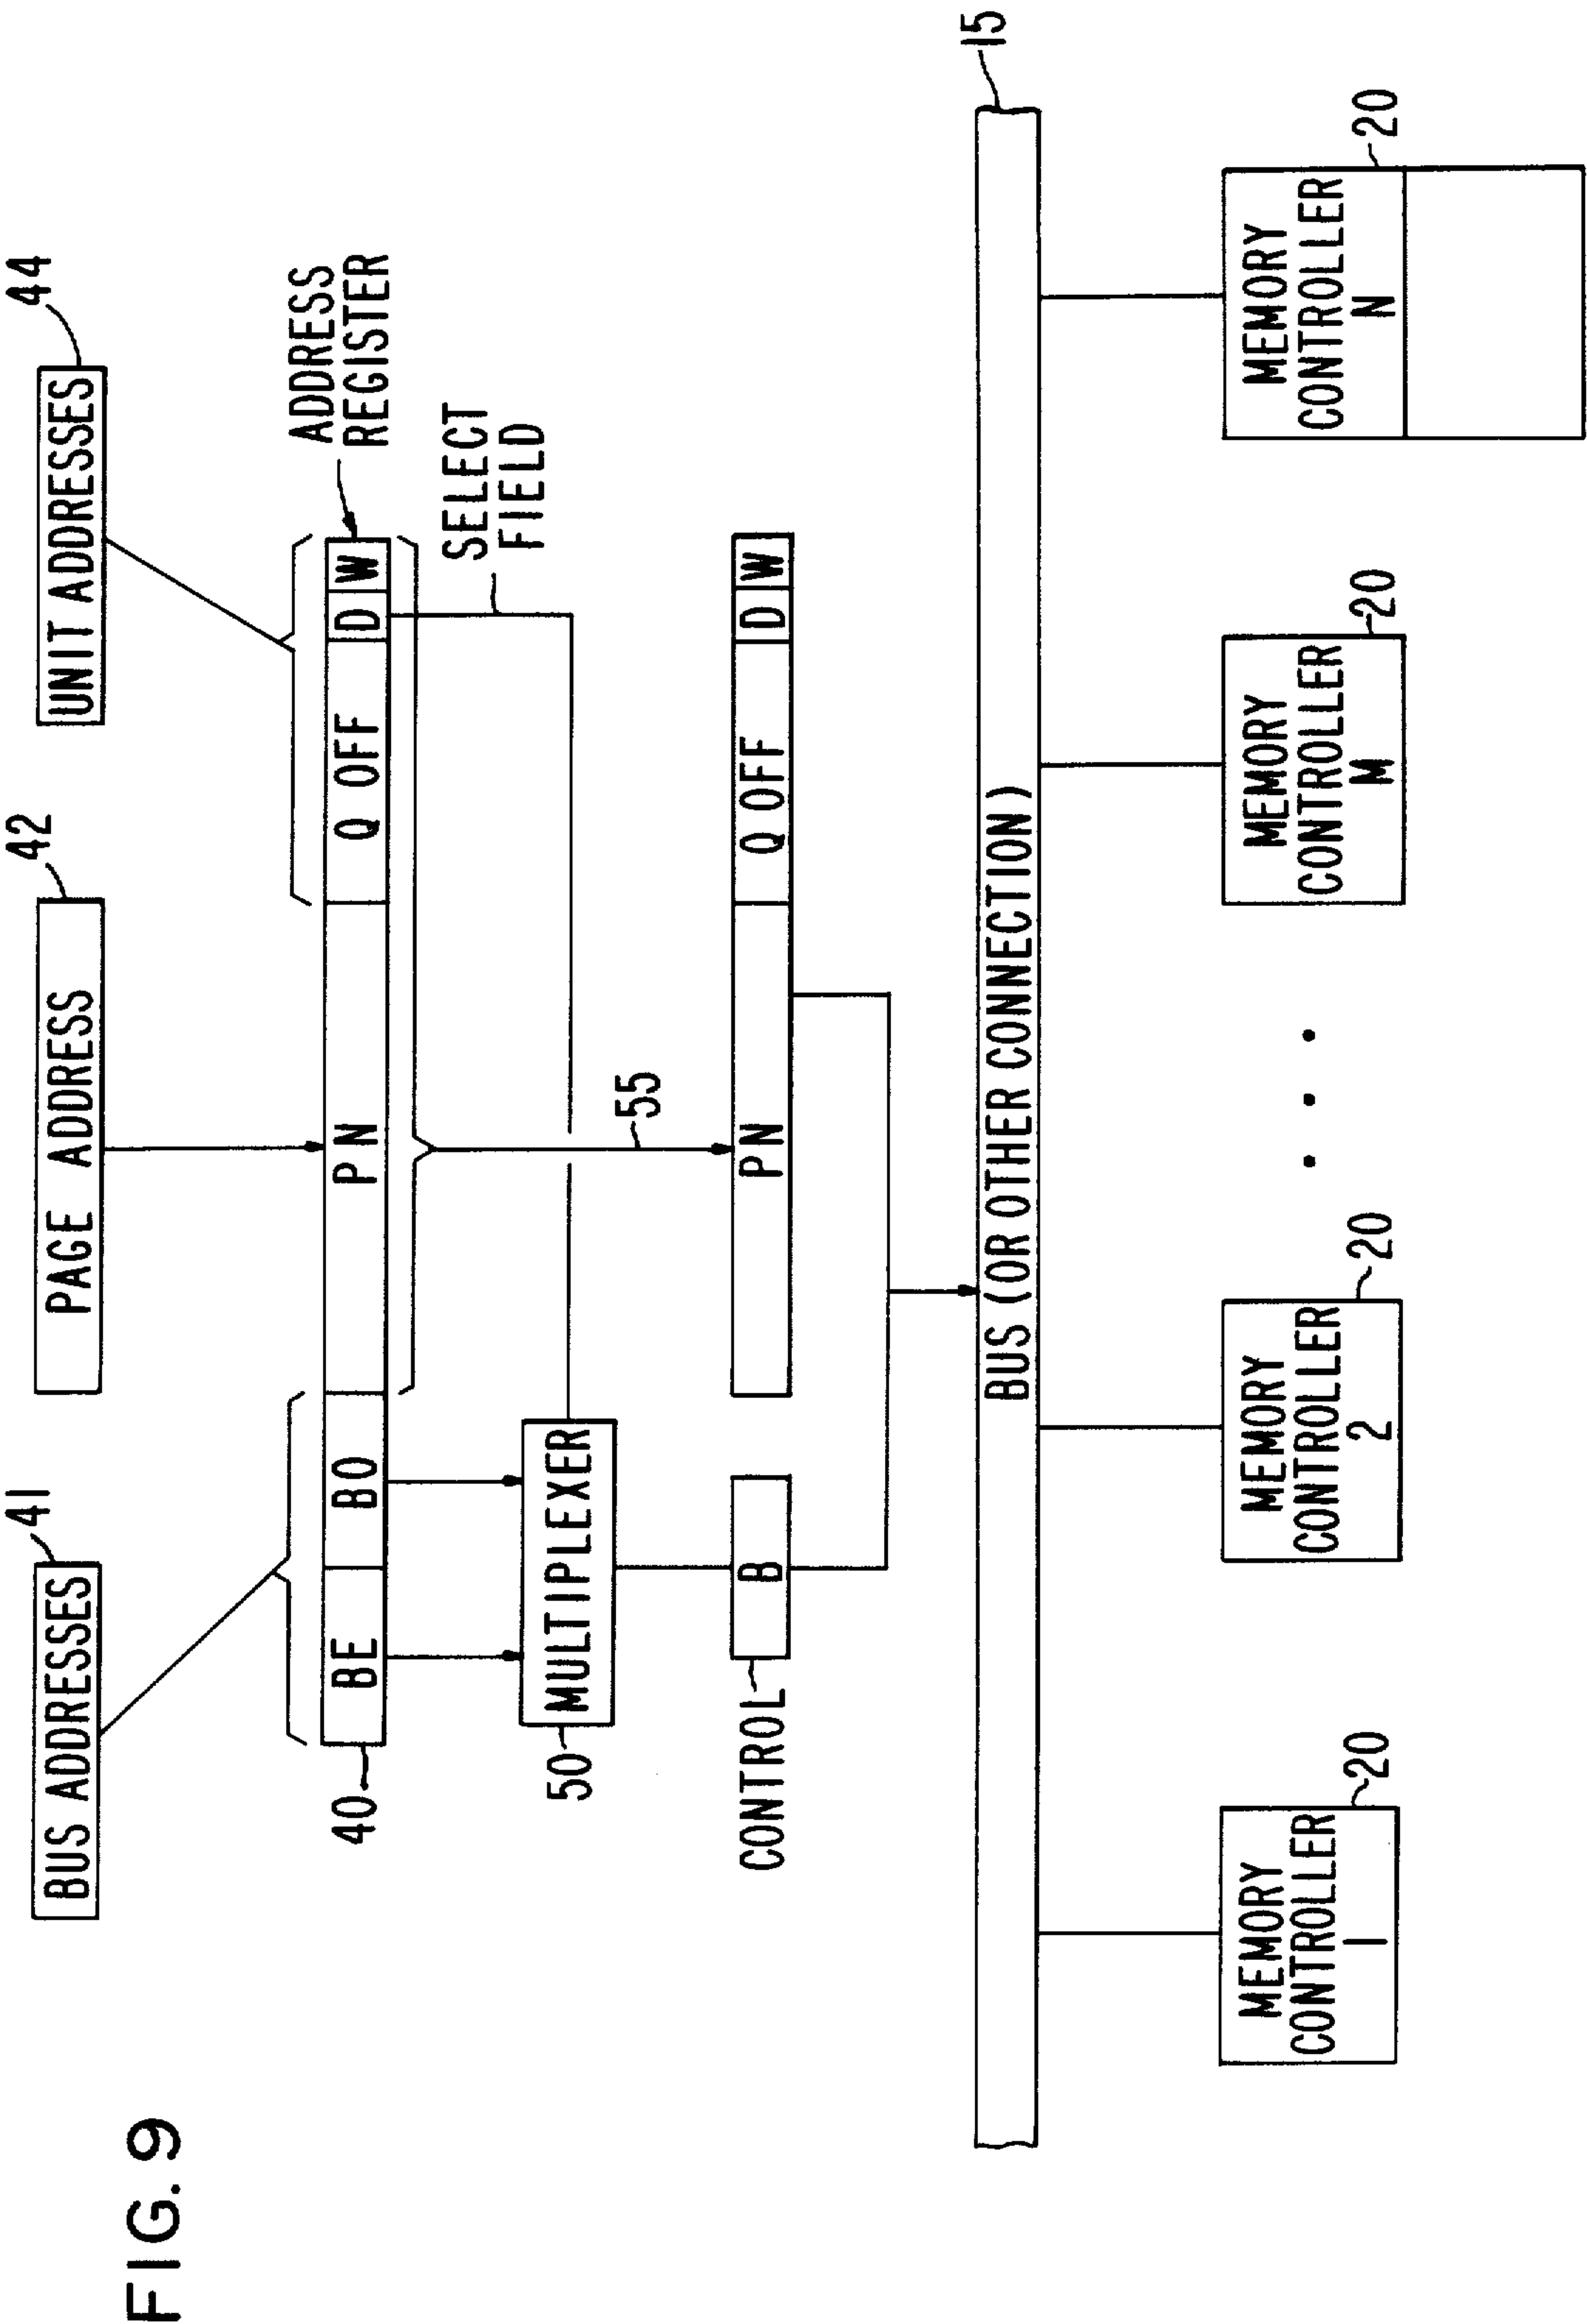 FIG. 9
BUS ADDRESSES
41
PAGE ADDRESS
42
UNIT ADDRESSES
44
ADDRESS
REGISTER
40
BE
BO
PN
Q OFF
D
W
SELECT
FIELD
50
MULTIPLEXER
55
CONTROL
B
PN
Q OFF
D
W
15
BUS (OR OTHER CONNECTION)
MEMORY
CONTROLLER
1
20
MEMORY
CONTROLLER
2
20
MEMORY
CONTROLLER
M
20
MEMORY
CONTROLLER
N
20